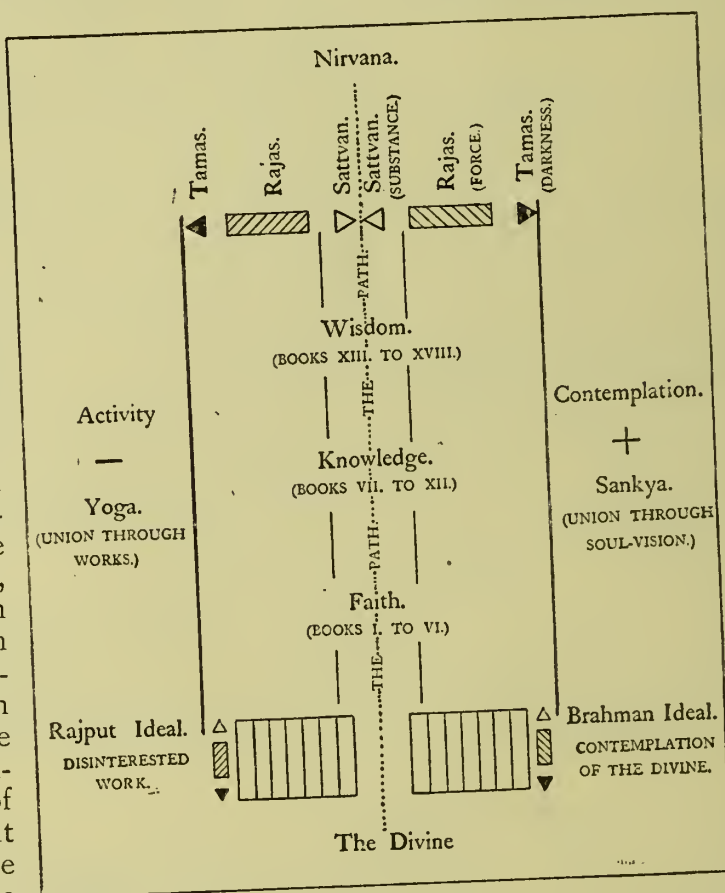 Nirvana.
Tamas.
Rajas.
Sattvan.
Sattvan.
(SUBSTANCE)
Rajas.
(FORCE.)
Tamas.
(DARKNESS.)
PATH.
Wisdom.
(BOOKS XIII. TO XVIII.)
THE
Activity
—
Yoga.
(UNION THROUGH
WORKS.)
Contemplation.
+
Sankya.
(UNION THROUGH
SOUL-VISION.)
Knowledge.
(BOOKS VII. TO XII.)
PATH.
Faith.
(BOOKS I. TO VI.)
THE
Rajput Ideal.
DISINTERESTED
WORK.
Brahman Ideal.
CONTEMPLATION
OF THE DIVINE.
The Divine